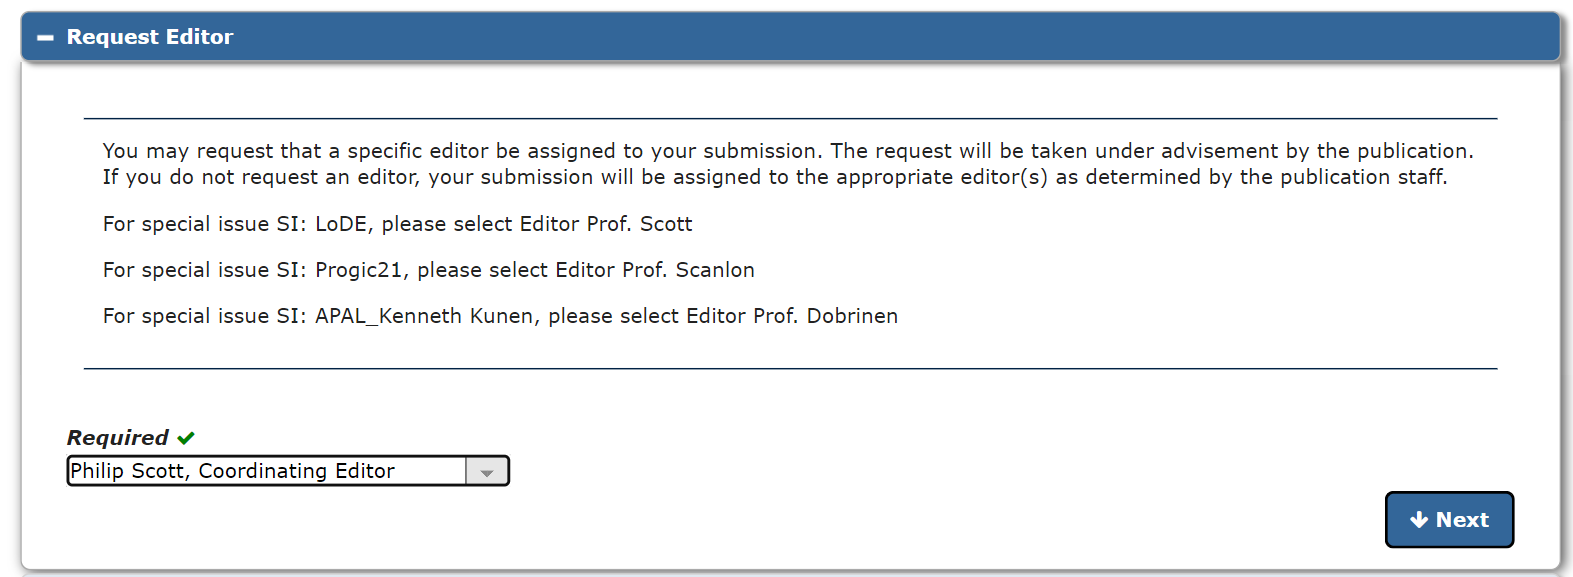 Request Editor
You may request that a specific editor be assigned to your submission. The request will be taken under advisement by the publication.
If you do not request an editor, your submission will be assigned to the appropriate editor(s) as determined by the publication staff.
For special issue SI: LoDE, please select Editor Prof. Scott
For special issue SI: Progic21, please select Editor Prof. Scanlon
For special issue SI: APAL_Kenneth Kunen, please select Editor Prof. Dobrinen
Required
Philip Scott, Coordinating Editor
Next